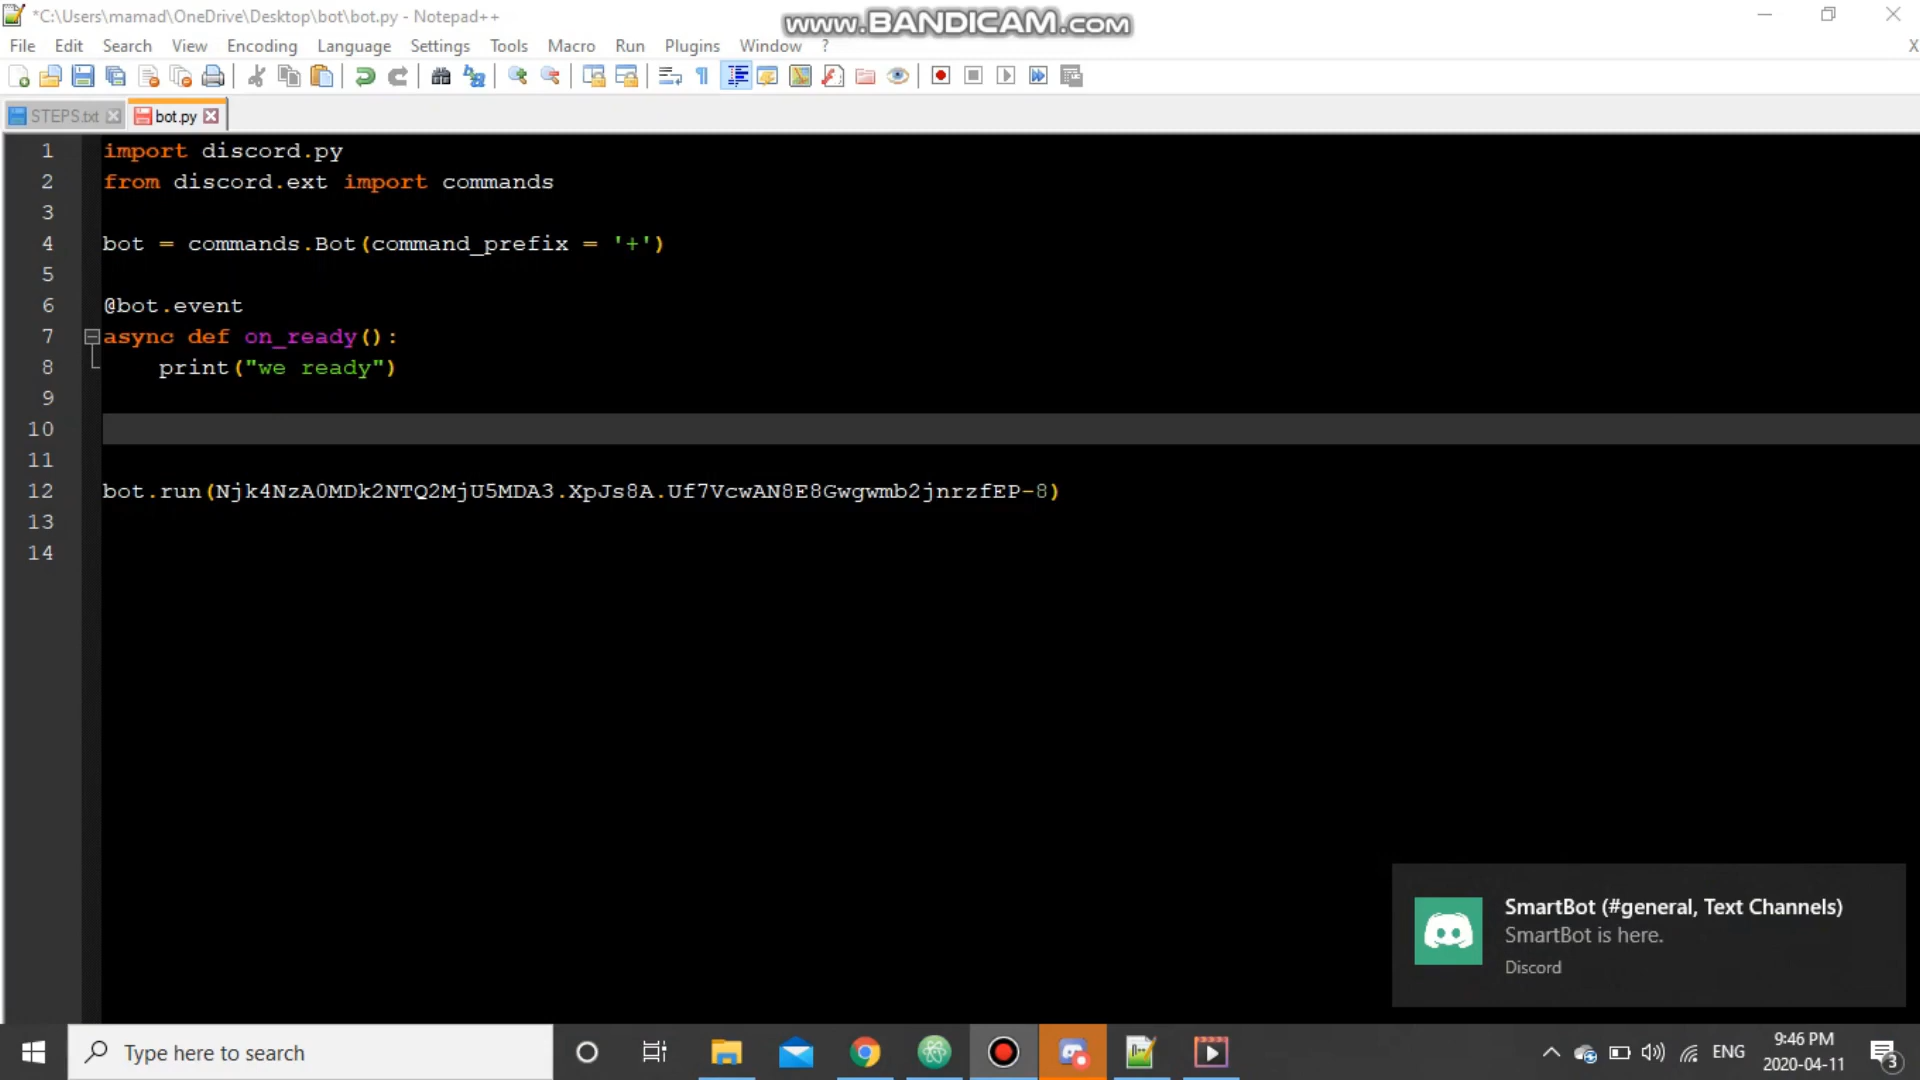 *C:\Users\mamad\OneDrive\Desktop\bot\bot.py - Notepad++
www.BANDICAM.com
File Edit Search View Encoding Language Settings Tools Macro Run Plugins Window ?
X
STEPS.txt bot.py
1 import discord.py
2 from discord.ext import commands
3
4 bot = commands.Bot(command_prefix = '+')
5
6 @bot.event
7 async def on_ready():
8 print("we ready")
9
10
11
12 bot.run(Njk4NzA0MDk2NTQ2MjU5MDA3.XpJs8A.Uf7VcwAN8E8Gwgwmb2jnrzfEP-8)
13
14
SmartBot (#general, Text Channels)
SmartBot is here.
Discord
Type here to search
ENG
9:46 PM
2020-04-11
3